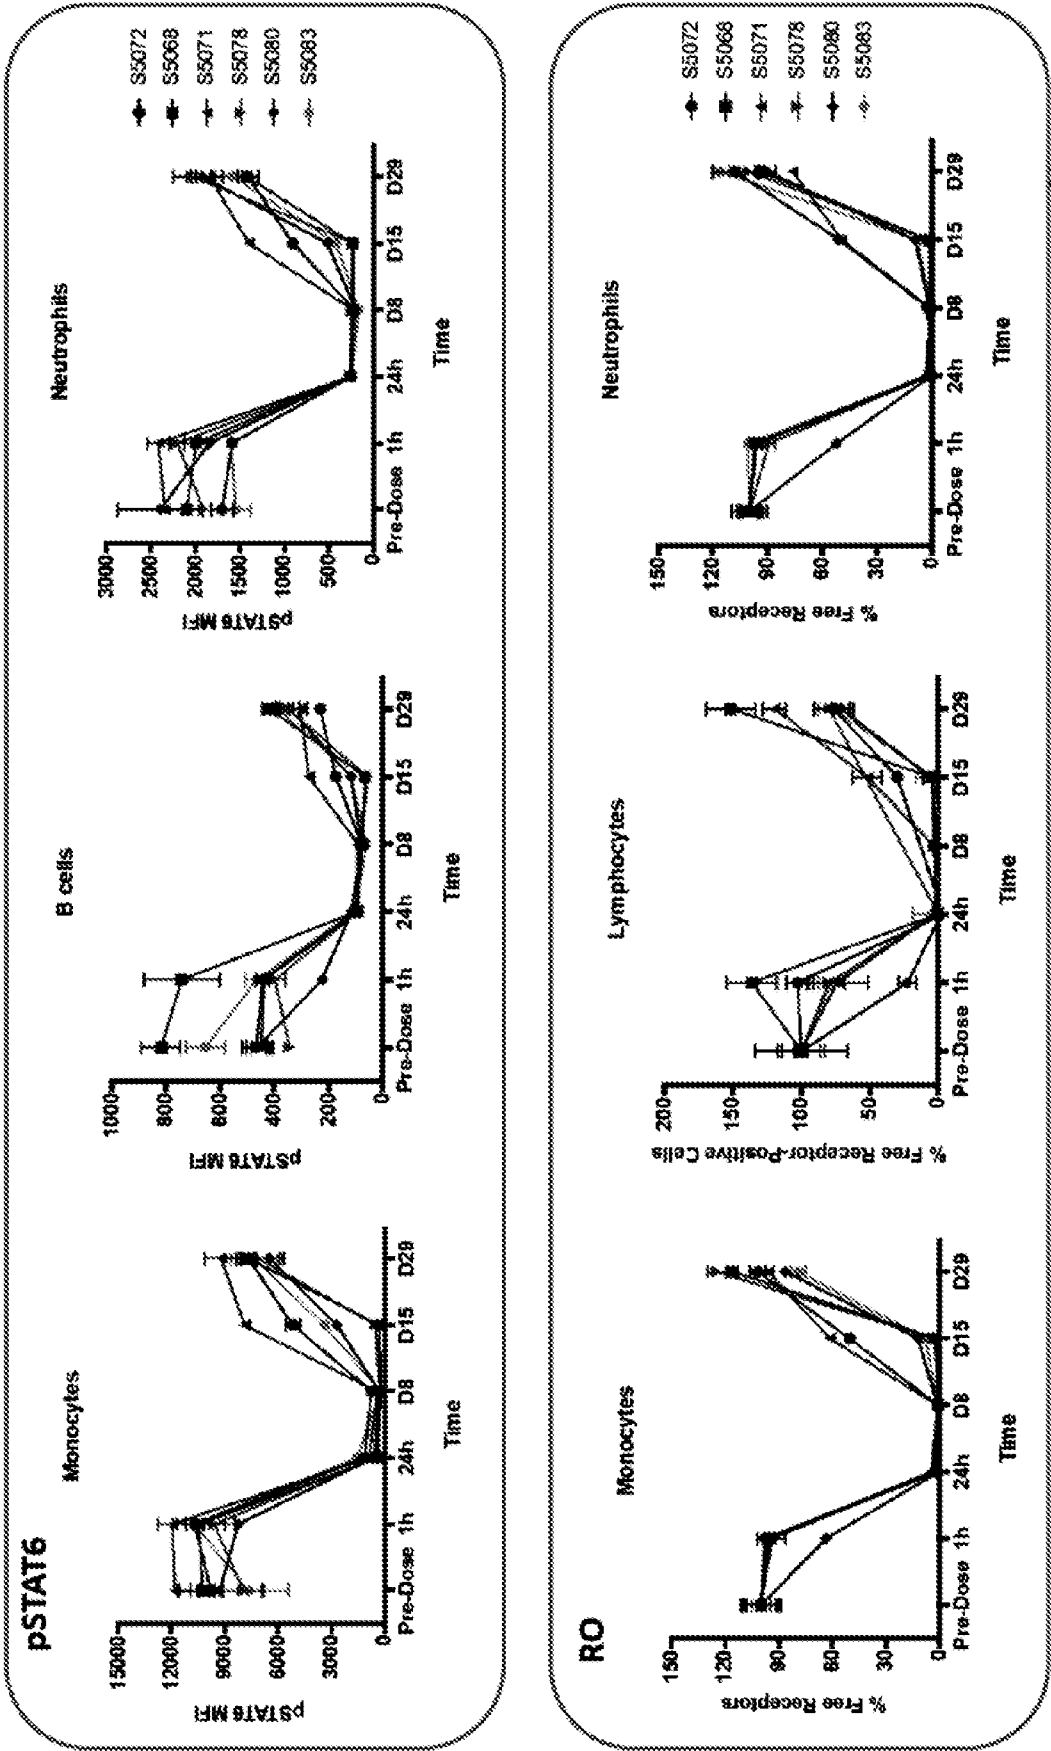 pSTAT6
Monocytes
pSTAT6 MFI
15000
12000
9000
6000
3000
0
Pre-Dose 1h 24h D8 D15 D29
Time
B cells
pSTAT6 MFI
1000
800
600
400
200
0
Pre-Dose 1h 24h D8 D15 D29
Time
Neutrophils
pSTAT6 MFI
3000
2500
2000
1500
1000
500
0
Pre-Dose 1h 24h D8 D15 D29
Time
S5072
S5068
S5071
S5078
S5080
S5083
RO
Monocytes
% Free Receptors
150
120
90
60
30
0
Pre-Dose 1h 24h D8 D15 D29
Time
Lymphocytes
% Free Receptor-Positive Cells
200
150
100
50
0
Pre-Dose 1h 24h D8 D15 D29
Time
Neutrophils
% Free Receptors
150
120
90
60
30
0
Pre-Dose 1h 24h D8 D15 D29
Time
S5072
S5068
S5071
S5078
S5080
S5083